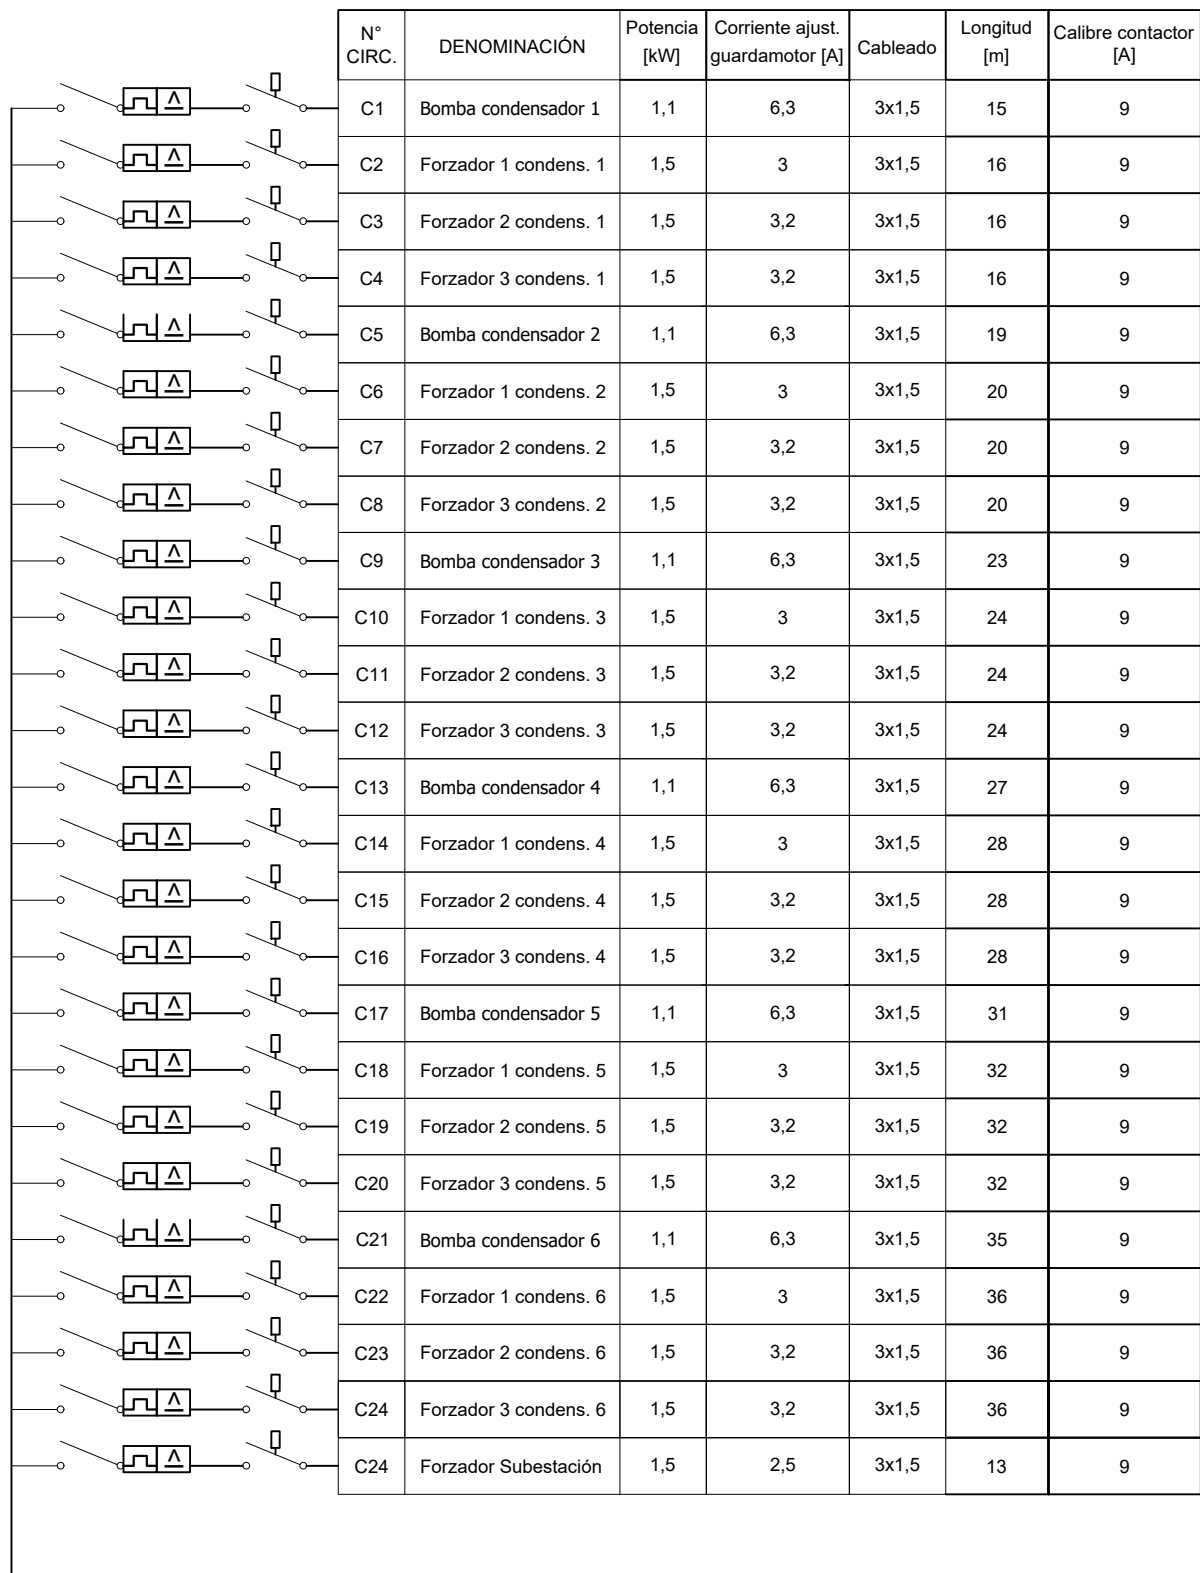 N° CIRC. DENOMINACIÓN Potencia [kW] Corriente ajust. guardamotor [A] Cableado Longitud [m] Calibre contactor [A]
C1 Bomba condensador 1 1,1 6,3 3x1,5 15 9
C2 Forzador 1 condens. 1 1,5 3 3x1,5 16 9
C3 Forzador 2 condens. 1 1,5 3,2 3x1,5 16 9
C4 Forzador 3 condens. 1 1,5 3,2 3x1,5 16 9
C5 Bomba condensador 2 1,1 6,3 3x1,5 19 9
C6 Forzador 1 condens. 2 1,5 3 3x1,5 20 9
C7 Forzador 2 condens. 2 1,5 3,2 3x1,5 20 9
C8 Forzador 3 condens. 2 1,5 3,2 3x1,5 20 9
C9 Bomba condensador 3 1,1 6,3 3x1,5 23 9
C10 Forzador 1 condens. 3 1,5 3 3x1,5 24 9
C11 Forzador 2 condens. 3 1,5 3,2 3x1,5 24 9
C12 Forzador 3 condens. 3 1,5 3,2 3x1,5 24 9
C13 Bomba condensador 4 1,1 6,3 3x1,5 27 9
C14 Forzador 1 condens. 4 1,5 3 3x1,5 28 9
C15 Forzador 2 condens. 4 1,5 3,2 3x1,5 28 9
C16 Forzador 3 condens. 4 1,5 3,2 3x1,5 28 9
C17 Bomba condensador 5 1,1 6,3 3x1,5 31 9
C18 Forzador 1 condens. 5 1,5 3 3x1,5 32 9
C19 Forzador 2 condens. 5 1,5 3,2 3x1,5 32 9
C20 Forzador 3 condens. 5 1,5 3,2 3x1,5 32 9
C21 Bomba condensador 6 1,1 6,3 3x1,5 35 9
C22 Forzador 1 condens. 6 1,5 3 3x1,5 36 9
C23 Forzador 2 condens. 6 1,5 3,2 3x1,5 36 9
C24 Forzador 3 condens. 6 1,5 3,2 3x1,5 36 9
C24 Forzador Subestación 1,5 2,5 3x1,5 13 9